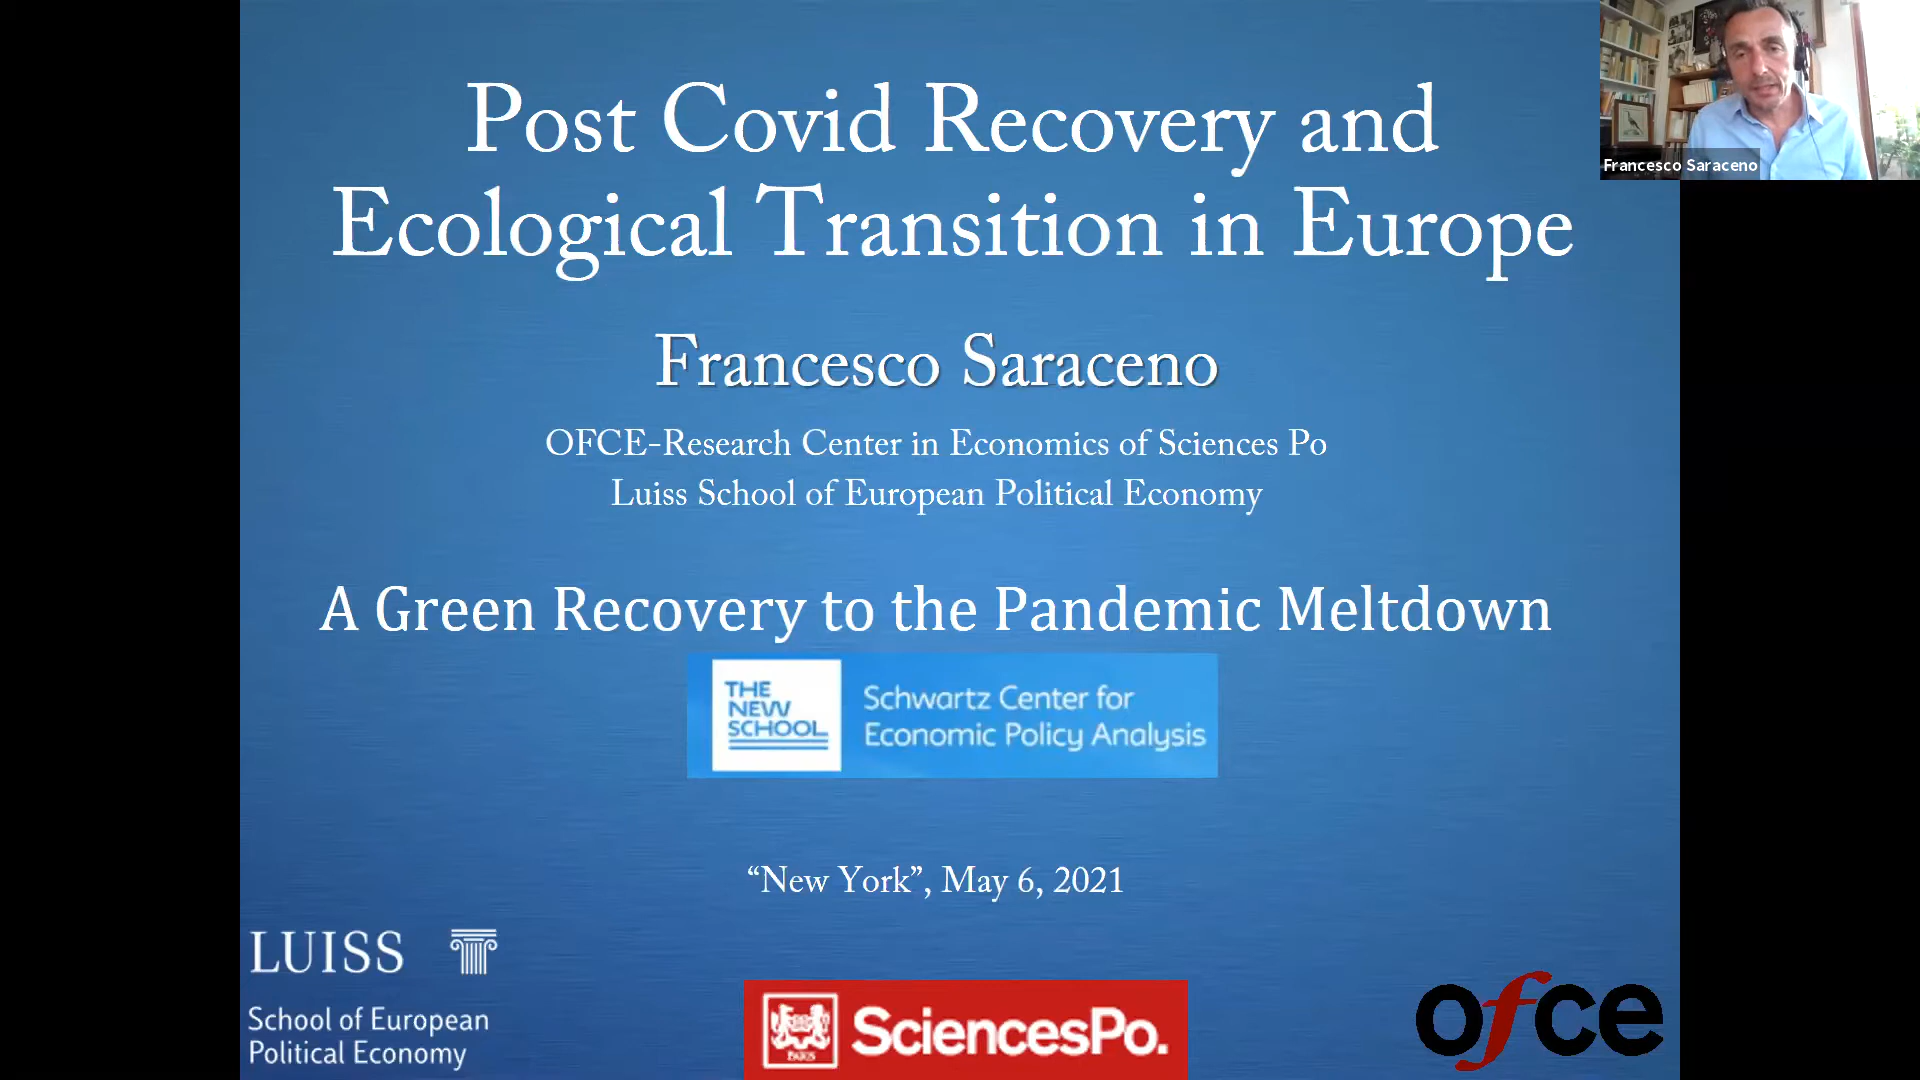 Post Covid Recovery and
Ecological Transition in Europe
Francesco Saraceno
Francesco Saraceno
OFCE-Research Center in Economics of Sciences Po
Luiss School of European Political Economy
A Green Recovery to the Pandemic Meltdown
THE
NEW
SCHOOL
Schwartz Center for
Economic Policy Analysis
“New York”, May 6, 2021
LUISS
School of European
Political Economy
PARIS
SciencesPo.
ofce